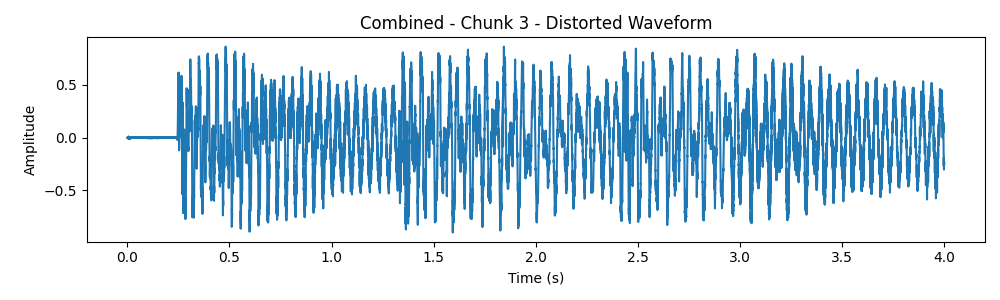 Combined - Chunk 3 - Distorted Waveform
Amplitude
0.5
0.0
−0.5
0.0 0.5 1.0 1.5 2.0 2.5 3.0 3.5 4.0
Time (s)